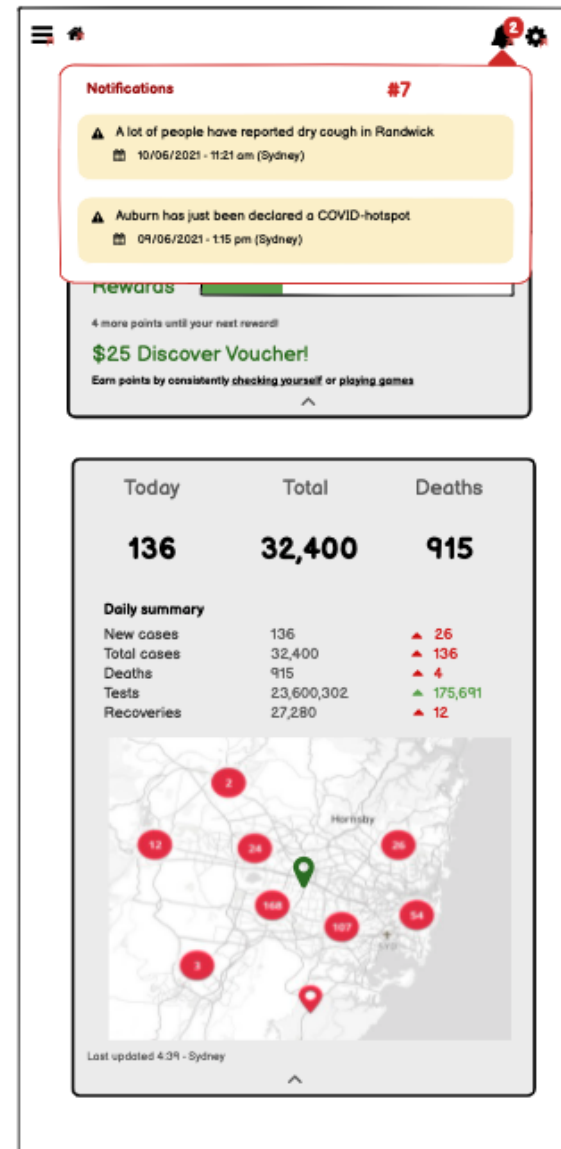 2
Notifications #7
A lot of people have reported dry cough in Randwick
10/06/2021 - 11:21 am (Sydney)
Auburn has just been declared a COVID-hotspot
09/06/2021 - 1:15 pm (Sydney)
Rewards
4 more points until your next reward!
$25 Discover Voucher!
Earn points by consistently checking yourself or playing games
Today Total Deaths
136 32,400 915
Daily summary
New cases 136 26
Total cases 32,400 136
Deaths 915 4
Tests 23,600,302 175,691
Recoveries 27,280 12
2
Hornsby
12 24 26
168 54
107
3
Last updated 4:39 - Sydney